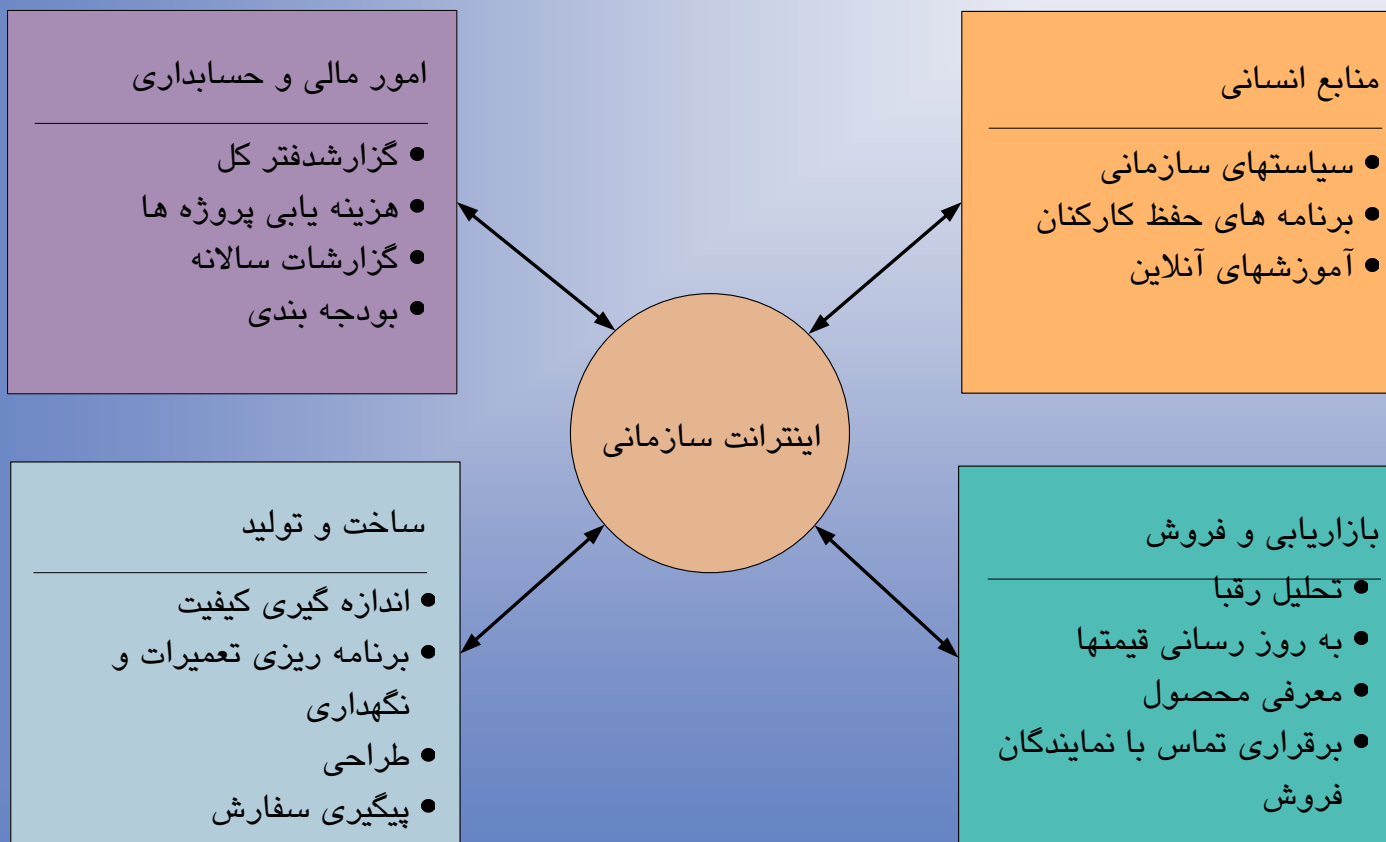 منابع انسانی
سیاستهای سازمانی
برنامه های حفظ کارکنان
آموزشهای آنلاین
امور مالی و حسابداری
گزارشدفتر کل
هزینه یابی پروژه ها
گزارشات سالانه
بودجه بندی
اینترانت سازمانی
بازاریابی و فروش
تحلیل رقبا
به روز رسانی قیمتها
معرفی محصول
برقراری تماس با نمایندگان
فروش
ساخت و تولید
اندازه گیری کیفیت
برنامه ریزی تعمیرات و
نگهداری
طراحی
پیگیری سفارش